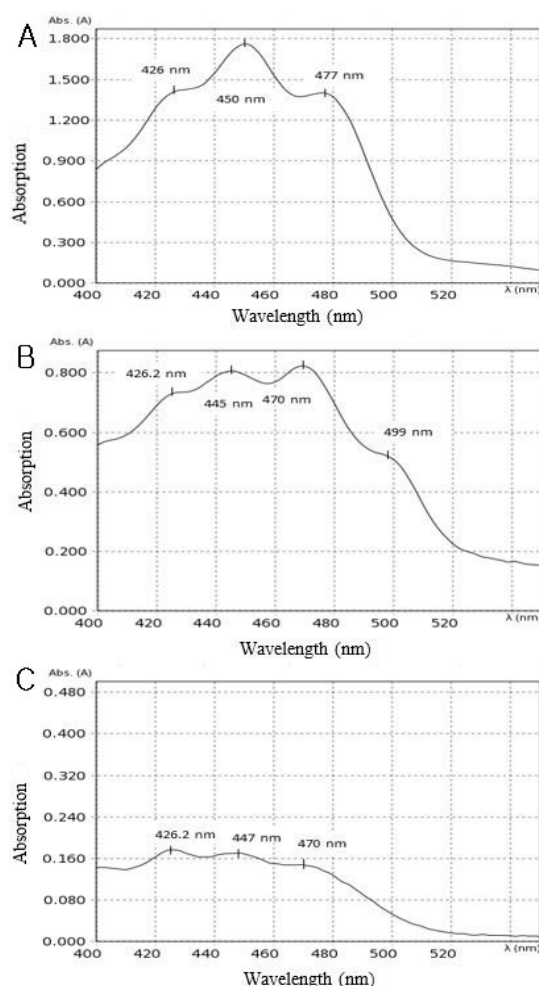 A
Abs. (A)
1.800
1.500
1.200
0.900
0.600
0.300
0.000
Absorption
426 nm
450 nm
477 nm
400
420
440
460
480
500
520
λ (nm)
Wavelength (nm)
B
Abs. (A)
0.800
0.600
0.400
0.200
0.000
Absorption
426.2 nm
445 nm
470 nm
499 nm
400
420
440
460
480
500
520
λ (nm)
Wavelength (nm)
C
Abs. (A)
0.480
0.400
0.320
0.240
0.160
0.080
0.000
Absorption
426.2 nm
447 nm
470 nm
400
420
440
460
480
500
520
λ (nm)
Wavelength (nm)